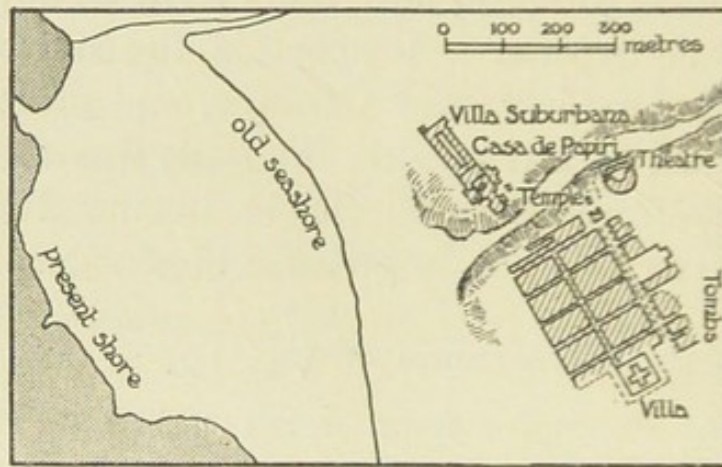 0 100 200 300
metres
Villa Suburbana
Casa de Papiri
Theatre
Temple
old seashore
present shore
Tombs
Villa